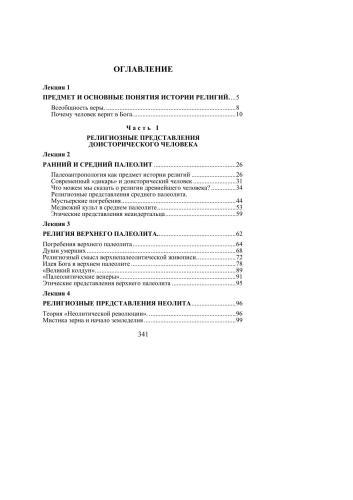 ОГЛАВЛЕНИЕ
Лекция 1
ПРЕДМЕТ И ОСНОВНЫЕ ПОНЯТИЯ ИСТОРИИ РЕЛИГИЙ....5
Всеобщность веры.....8
Почему человек верит в Бога.....10
Часть 1
РЕЛИГИОЗНЫЕ ПРЕДСТАВЛЕНИЯ
ДОИСТОРИЧЕСКОГО ЧЕЛОВЕКА
Лекция 2
РАННИЙ И СРЕДНИЙ ПАЛЕОЛИТ.....26
Палеоантропология как предмет истории религий.....26
Современный «дикарь» и доисторический человек.....31
Что можем мы сказать о религии древнейшего человека?.....34
Религиозные представления среднего палеолита.
Мустьерские погребения.....44
Медвежий культ в среднем палеолите.....53
Этические представления неандертальца.....59
Лекция 3
РЕЛИГИЯ ВЕРХНЕГО ПАЛЕОЛИТА.....62
Погребения верхнего палеолита.....64
Души умерших.....68
Религиозный смысл верхнепалеолитической живописи.....72
Идея Бога в верхнем палеолите.....78
«Великий колдун».....89
«Палеолитические венеры».....91
Этические представления верхнего палеолита.....95
Лекция 4
РЕЛИГИОЗНЫЕ ПРЕДСТАВЛЕНИЯ НЕОЛИТА.....96
Теория «Неолитической революции».....96
Мистика зерна и начало земледелия.....99
341